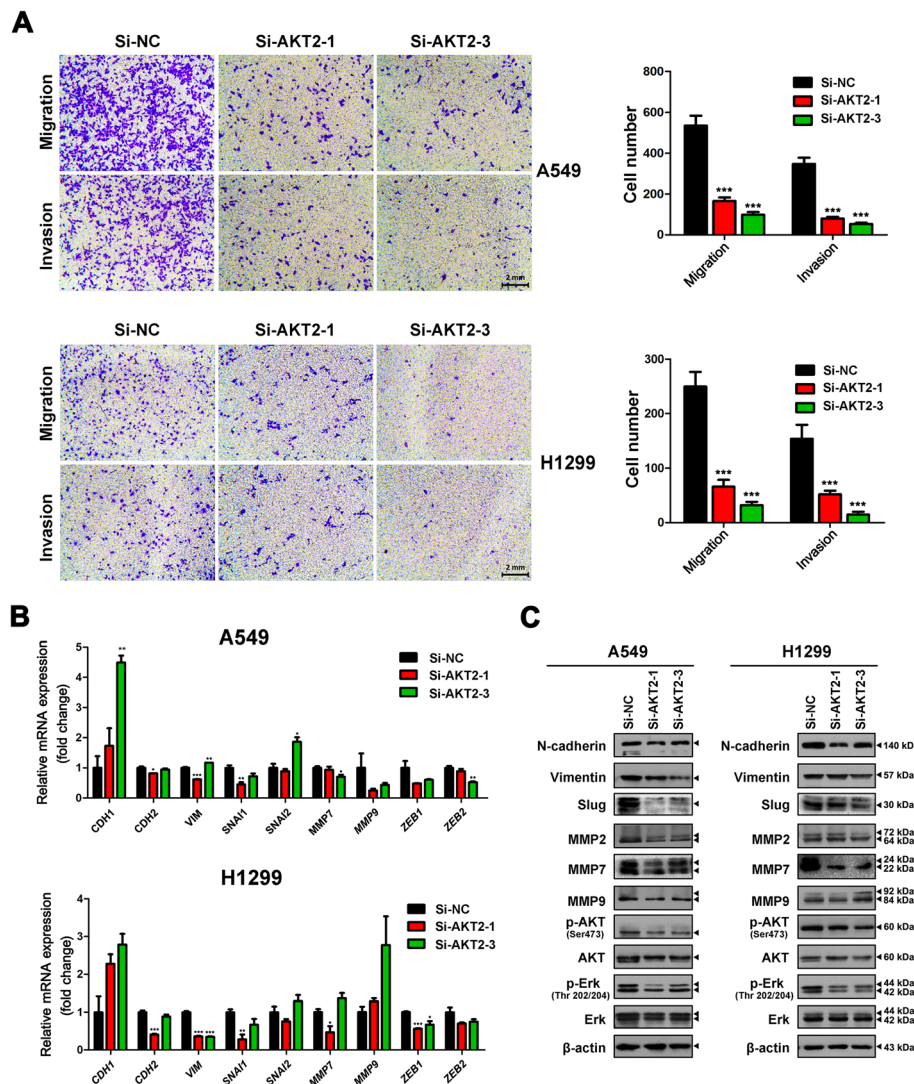 A
Si-NC Si-AKT2-1 Si-AKT2-3
Migration
Invasion
2 mm
A549
800
600
400
200
0
Cell number
Si-NC
Si-AKT2-1
Si-AKT2-3
*** ***
*** ***
Migration Invasion
Si-NC Si-AKT2-1 Si-AKT2-3
Migration
Invasion
2 mm
H1299
300
200
100
0
Cell number
Si-NC
Si-AKT2-1
Si-AKT2-3
*** ***
*** ***
Migration Invasion
B
A549
Relative mRNA expression
(fold change)
6
4
2
0
Si-NC
Si-AKT2-1
Si-AKT2-3
** * *** ** ** * * **
CDH1 CDH2 VIM SNAI1 SNAI2 MMP7 MMP9 ZEB1 ZEB2
H1299
Relative mRNA expression
(fold change)
4
3
2
1
0
Si-NC
Si-AKT2-1
Si-AKT2-3
*** *** *** ** * *** *
CDH1 CDH2 VIM SNAI1 SNAI2 MMP7 MMP9 ZEB1 ZEB2
C
A549 H1299
Si-NC Si-AKT2-1 Si-AKT2-3 Si-NC Si-AKT2-1 Si-AKT2-3
N-cadherin N-cadherin 140 kD
Vimentin Vimentin 57 kDa
Slug Slug 30 kDa
MMP2 MMP2 72 kDa
64 kDa
MMP7 MMP7 24 kDa
22 kDa
MMP9 MMP9 92 kDa
84 kDa
p-AKT p-AKT 60 kDa
(Ser473) (Ser473)
AKT AKT 60 kDa
p-Erk p-Erk 44 kDa
(Thr 202/204) (Thr 202/204) 42 kDa
Erk Erk 44 kDa
42 kDa
β-actin β-actin 43 kDa